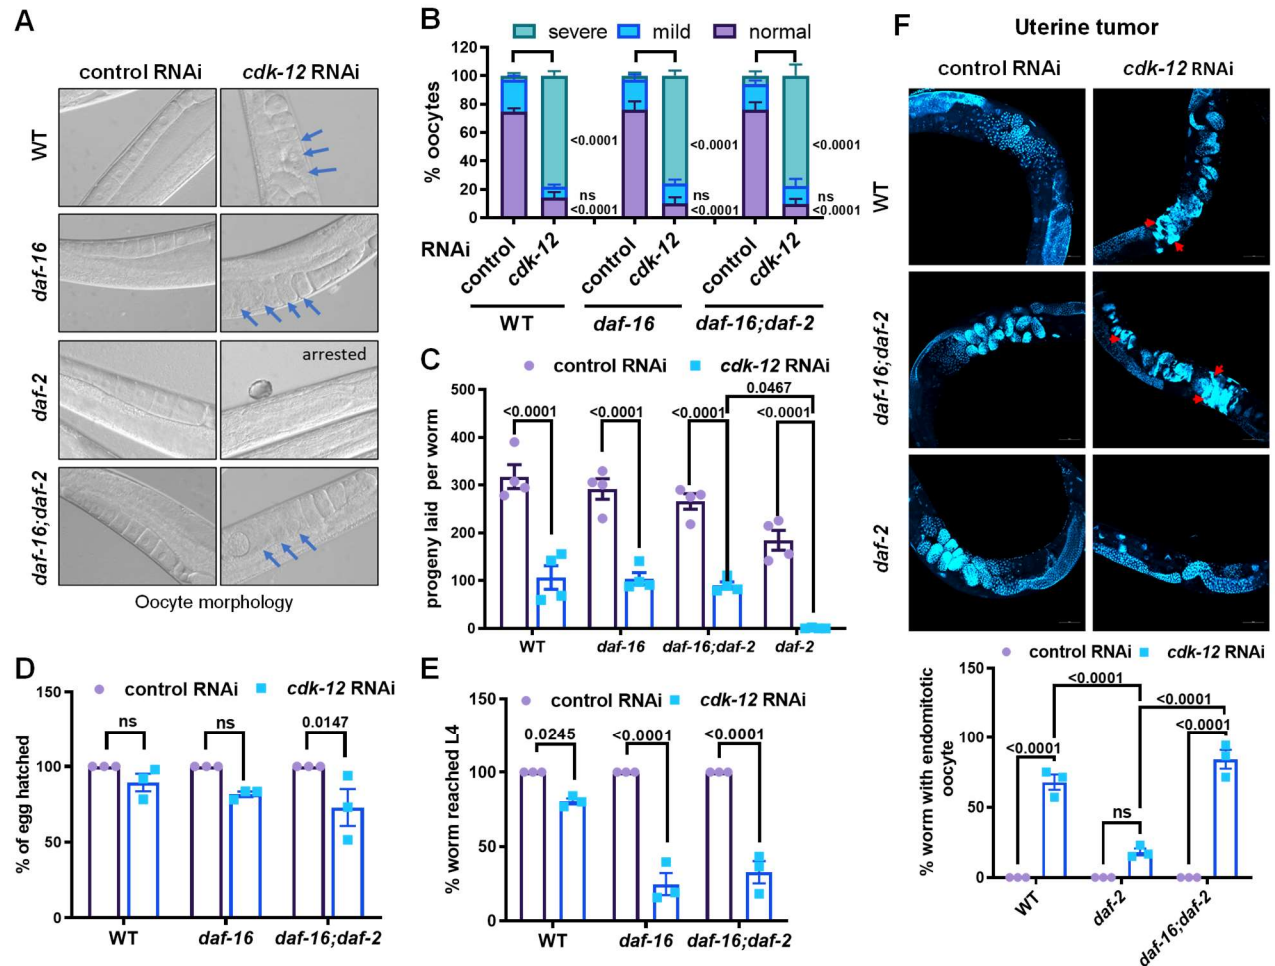 A
control RNAi
cdk-12 RNAi
WT
daf-16
daf-2
arrested
daf-16;daf-2
Oocyte morphology
B
severe
mild
normal
% oocytes
120
100
80
60
40
20
0
<0.0001
ns
<0.0001
<0.0001
ns
<0.0001
<0.0001
ns
<0.0001
RNAi
control
cdk-12
control
cdk-12
control
cdk-12
WT
daf-16
daf-16;daf-2
C
control RNAi
cdk-12 RNAi
progeny laid per worm
500
400
300
200
100
0
<0.0001
<0.0001
<0.0001
0.0467
<0.0001
WT
daf-16
daf-16;daf-2
daf-2
D
control RNAi
cdk-12 RNAi
% of egg hatched
150
100
50
0
ns
ns
0.0147
WT
daf-16
daf-16;daf-2
E
control RNAi
cdk-12 RNAi
% worm reached L4
150
100
50
0
0.0245
<0.0001
<0.0001
WT
daf-16
daf-16;daf-2
F
Uterine tumor
control RNAi
cdk-12 RNAi
WT
daf-16;daf-2
daf-2
control RNAi
cdk-12 RNAi
% worm with endomitotic
oocyte
150
100
50
0
<0.0001
<0.0001
ns
<0.0001
<0.0001
WT
daf-2
daf-16;daf-2